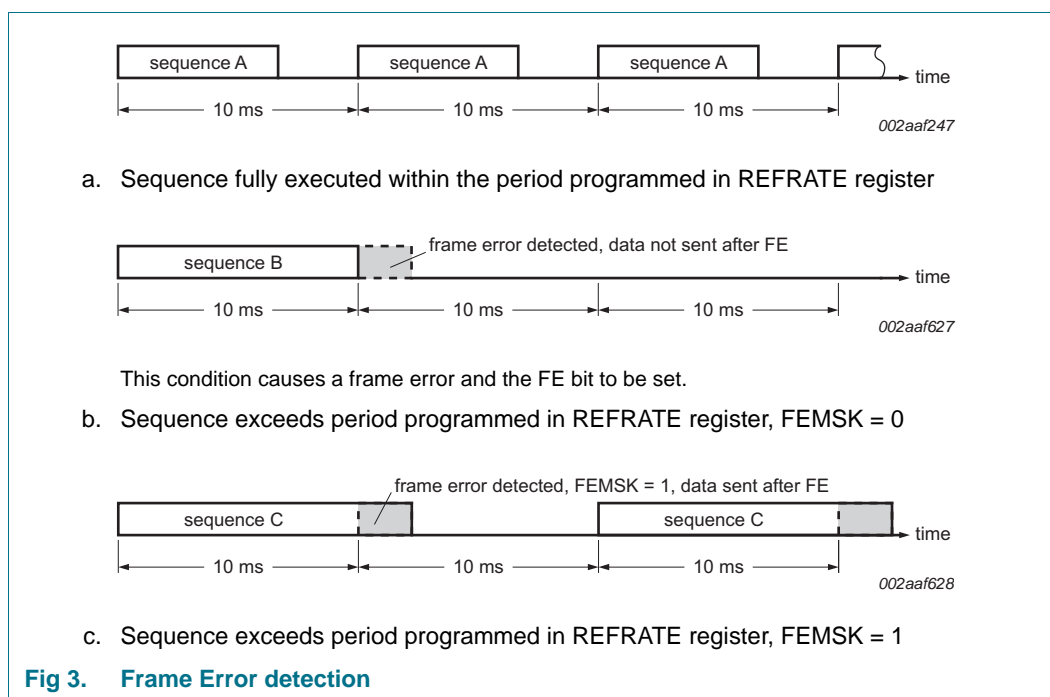 sequence A sequence A sequence A
time
10 ms 10 ms 10 ms
002aaf247
a. Sequence fully executed within the period programmed in REFRATE register
frame error detected, data not sent after FE
sequence B
time
10 ms 10 ms 10 ms
002aaf627
This condition causes a frame error and the FE bit to be set.
b. Sequence exceeds period programmed in REFRATE register, FEMSK = 0
frame error detected, FEMSK = 1, data sent after FE
sequence C sequence C
time
10 ms 10 ms 10 ms
002aaf628
c. Sequence exceeds period programmed in REFRATE register, FEMSK = 1
Fig 3. Frame Error detection